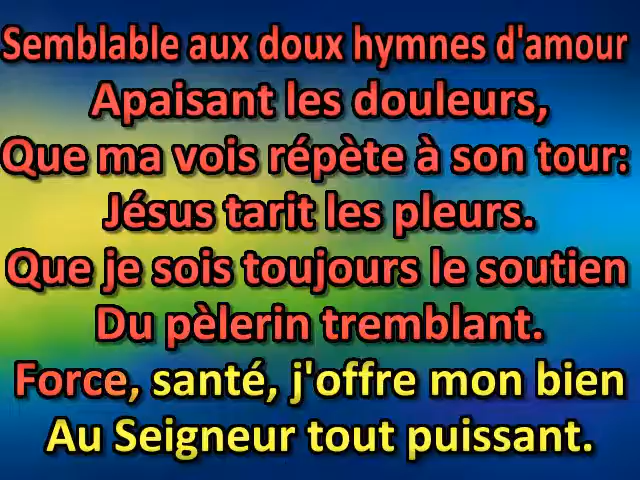 Semblable aux doux hymnes d'amour
Apaisant les douleurs,
Que ma vois répète à son tour:
Jésus tarit les pleurs.
Que je sois toujours le soutien
Du pèlerin tremblant.
Force, santé, j'offre mon bien
Au Seigneur tout puissant.